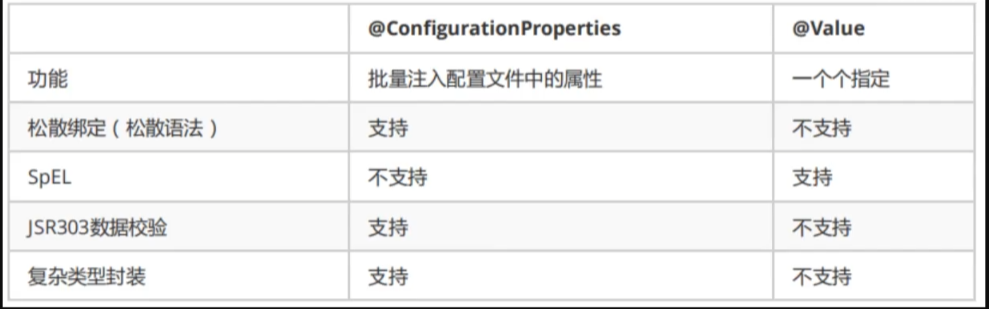 @ConfigurationProperties @Value
功能 批量注入配置文件中的属性 一个个指定
松散绑定（松散语法） 支持 不支持
SpEL 不支持 支持
JSR303数据校验 支持 不支持
复杂类型封装 支持 不支持